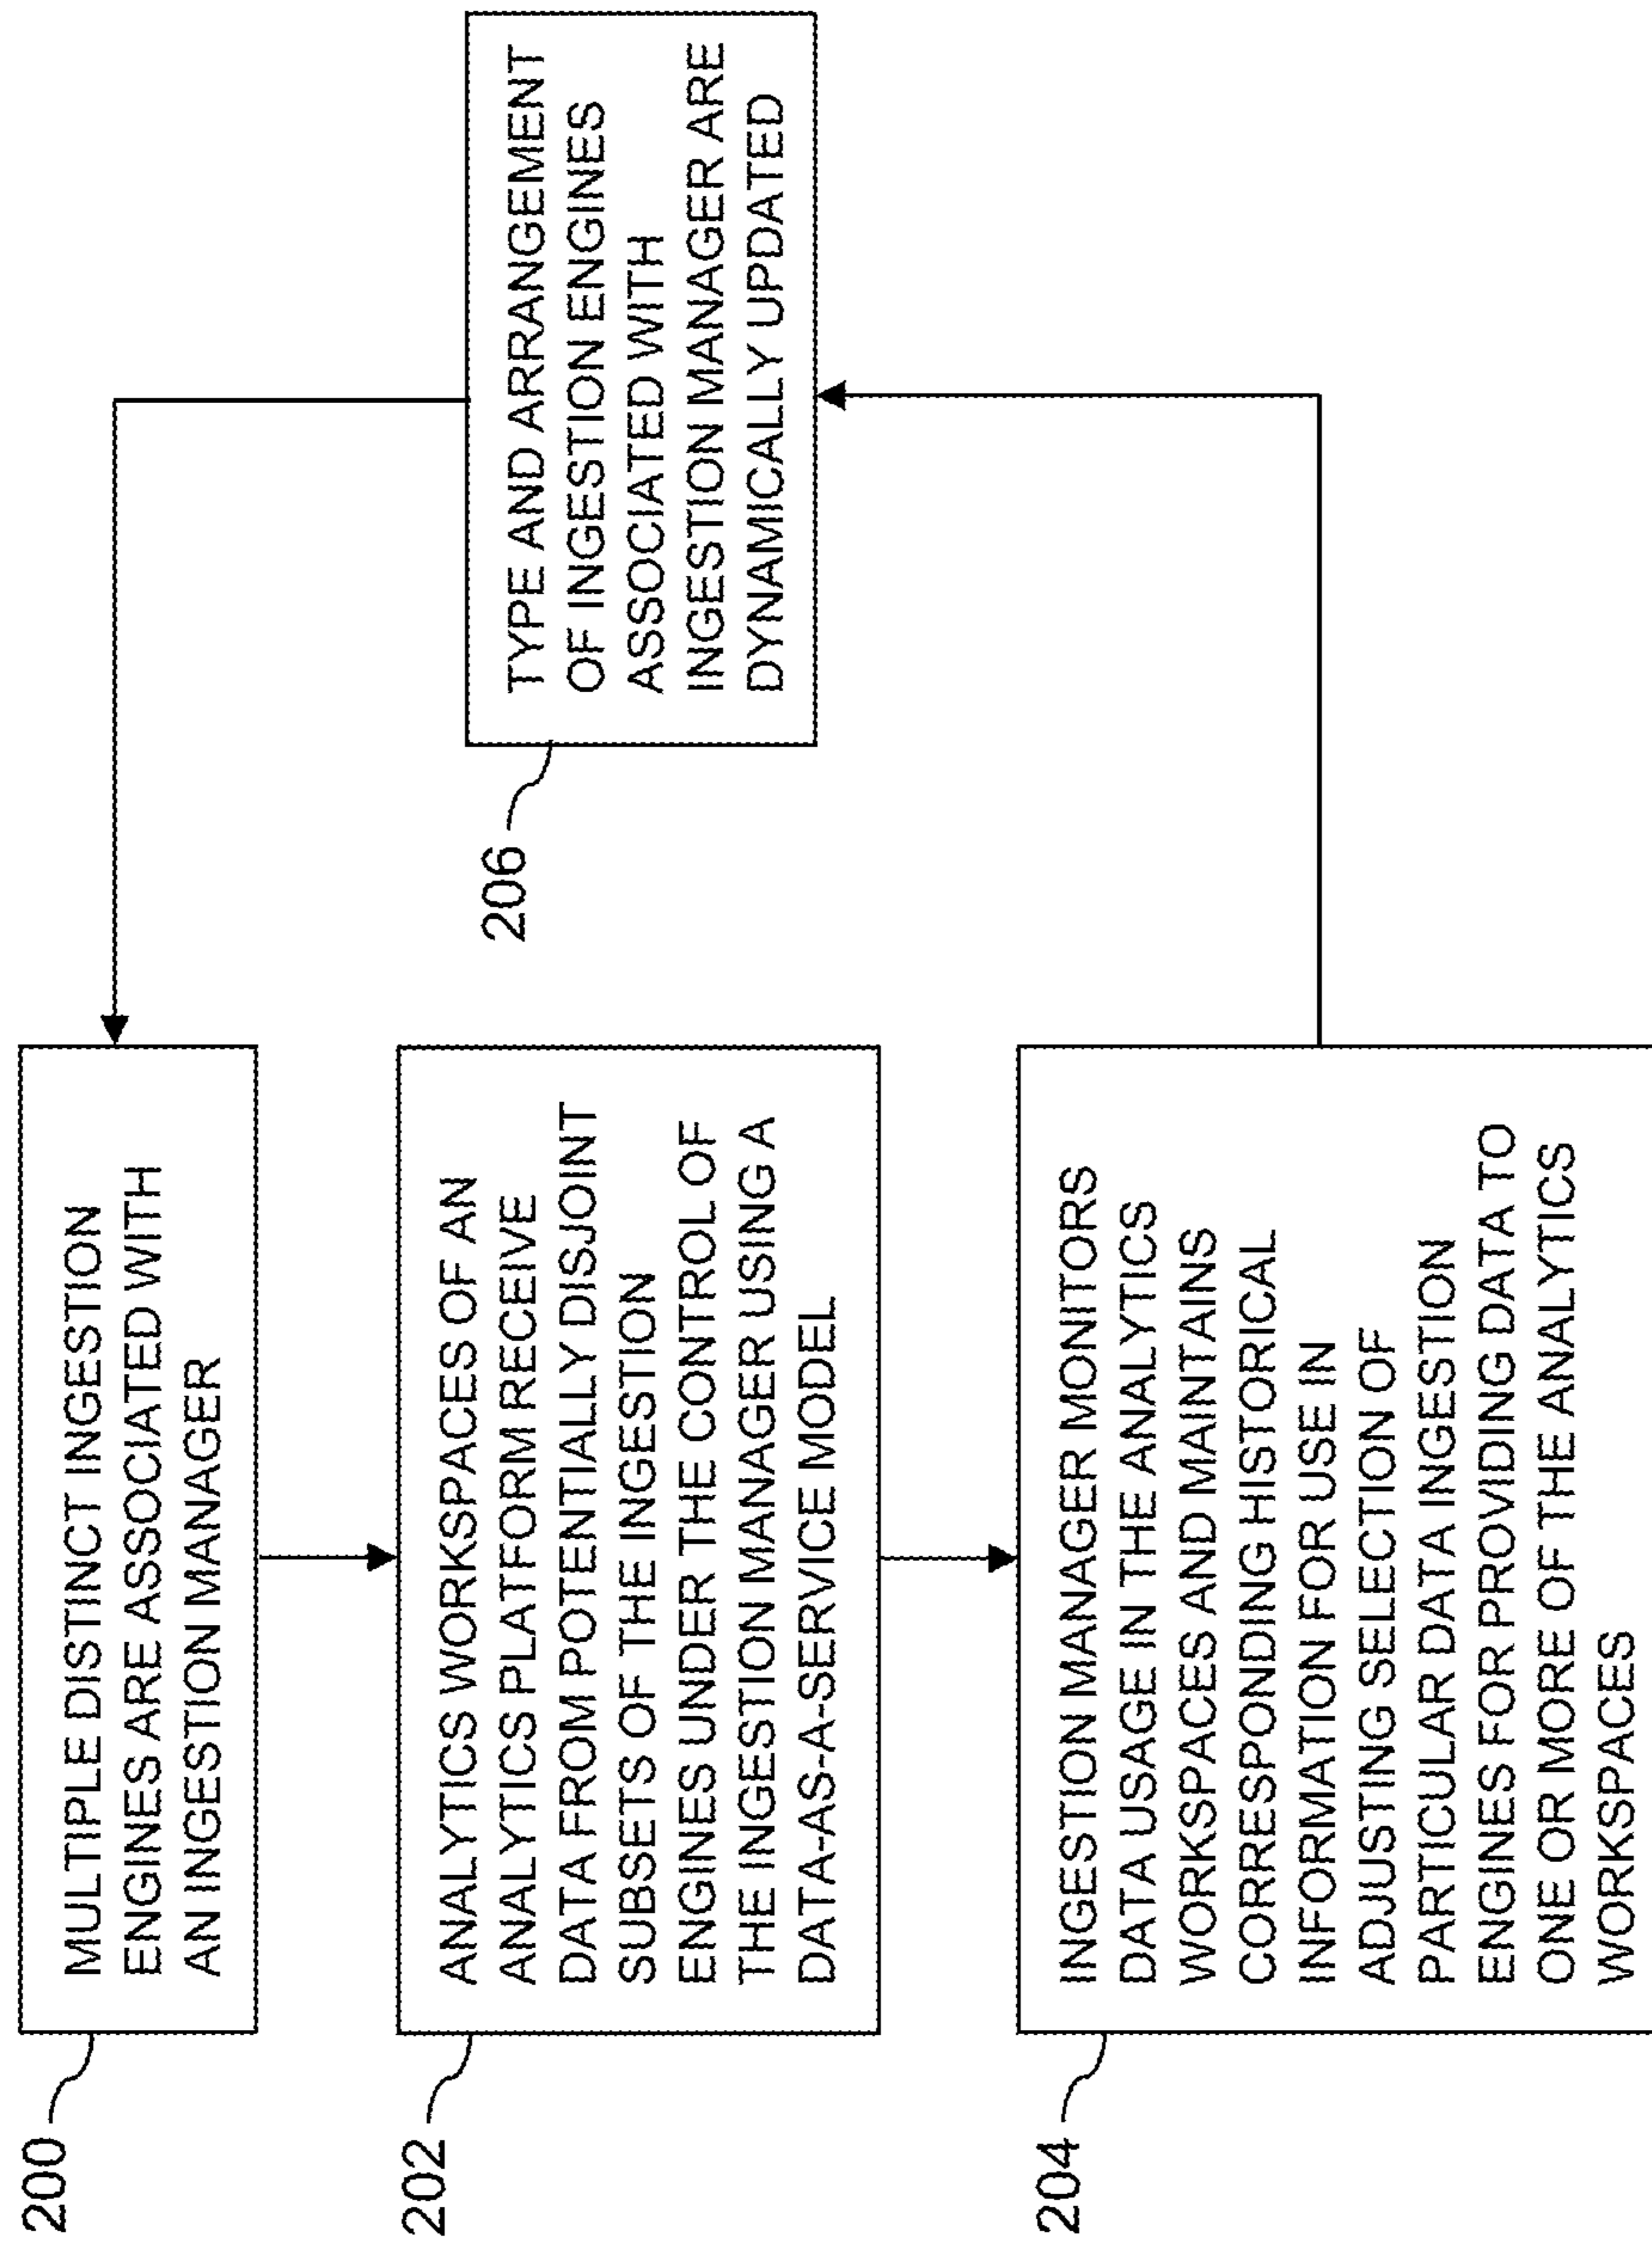 200
MULTIPLE DISTINCT INGESTION
ENGINES ARE ASSOCIATED WITH
AN INGESTION MANAGER
202
ANALYTICS WORKSPACES OF AN
ANALYTICS PLATFORM RECEIVE
DATA FROM POTENTIALLY DISJOINT
SUBSETS OF THE INGESTION
ENGINES UNDER THE CONTROL OF
THE INGESTION MANAGER USING A
DATA-AS-A-SERVICE MODEL
204
INGESTION MANAGER MONITORS
DATA USAGE IN THE ANALYTICS
WORKSPACES AND MAINTAINS
CORRESPONDING HISTORICAL
INFORMATION FOR USE IN
ADJUSTING SELECTION OF
PARTICULAR DATA INGESTION
ENGINES FOR PROVIDING DATA TO
ONE OR MORE OF THE ANALYTICS
WORKSPACES
206
TYPE AND ARRANGEMENT
OF INGESTION ENGINES
ASSOCIATED WITH
INGESTION MANAGER ARE
DYNAMICALLY UPDATED